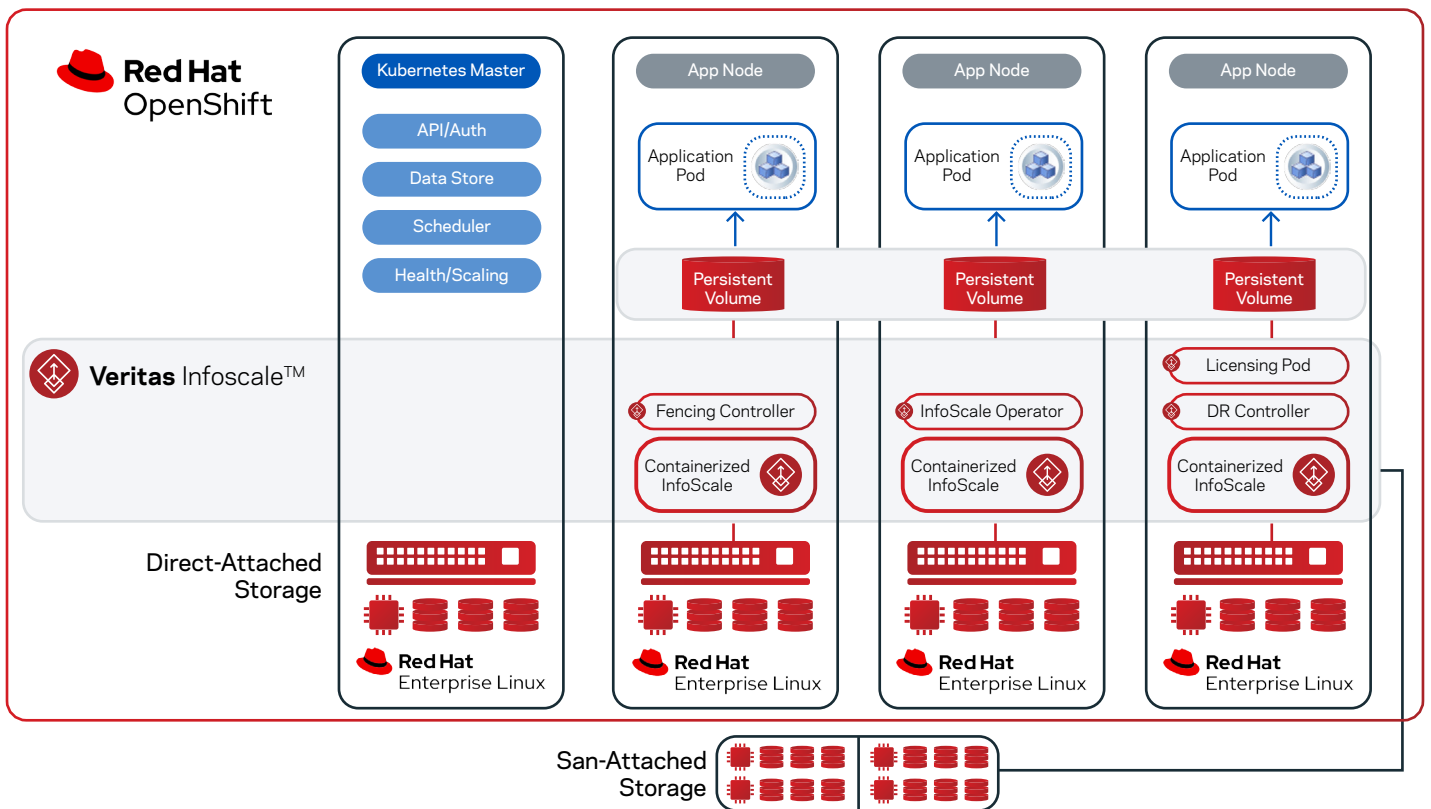 Red Hat
OpenShift
Kubernetes Master
API/Auth
Data Store
Scheduler
Health/Scaling
App Node
Application
Pod
Persistent
Volume
App Node
Application
Pod
Persistent
Volume
App Node
Application
Pod
Persistent
Volume
Veritas Infoscale™
Fencing Controller
Containerized
InfoScale
InfoScale Operator
Containerized
InfoScale
Licensing Pod
DR Controller
Containerized
InfoScale
Direct-Attached
Storage
Red Hat
Enterprise Linux
Red Hat
Enterprise Linux
Red Hat
Enterprise Linux
Red Hat
Enterprise Linux
San-Attached
Storage